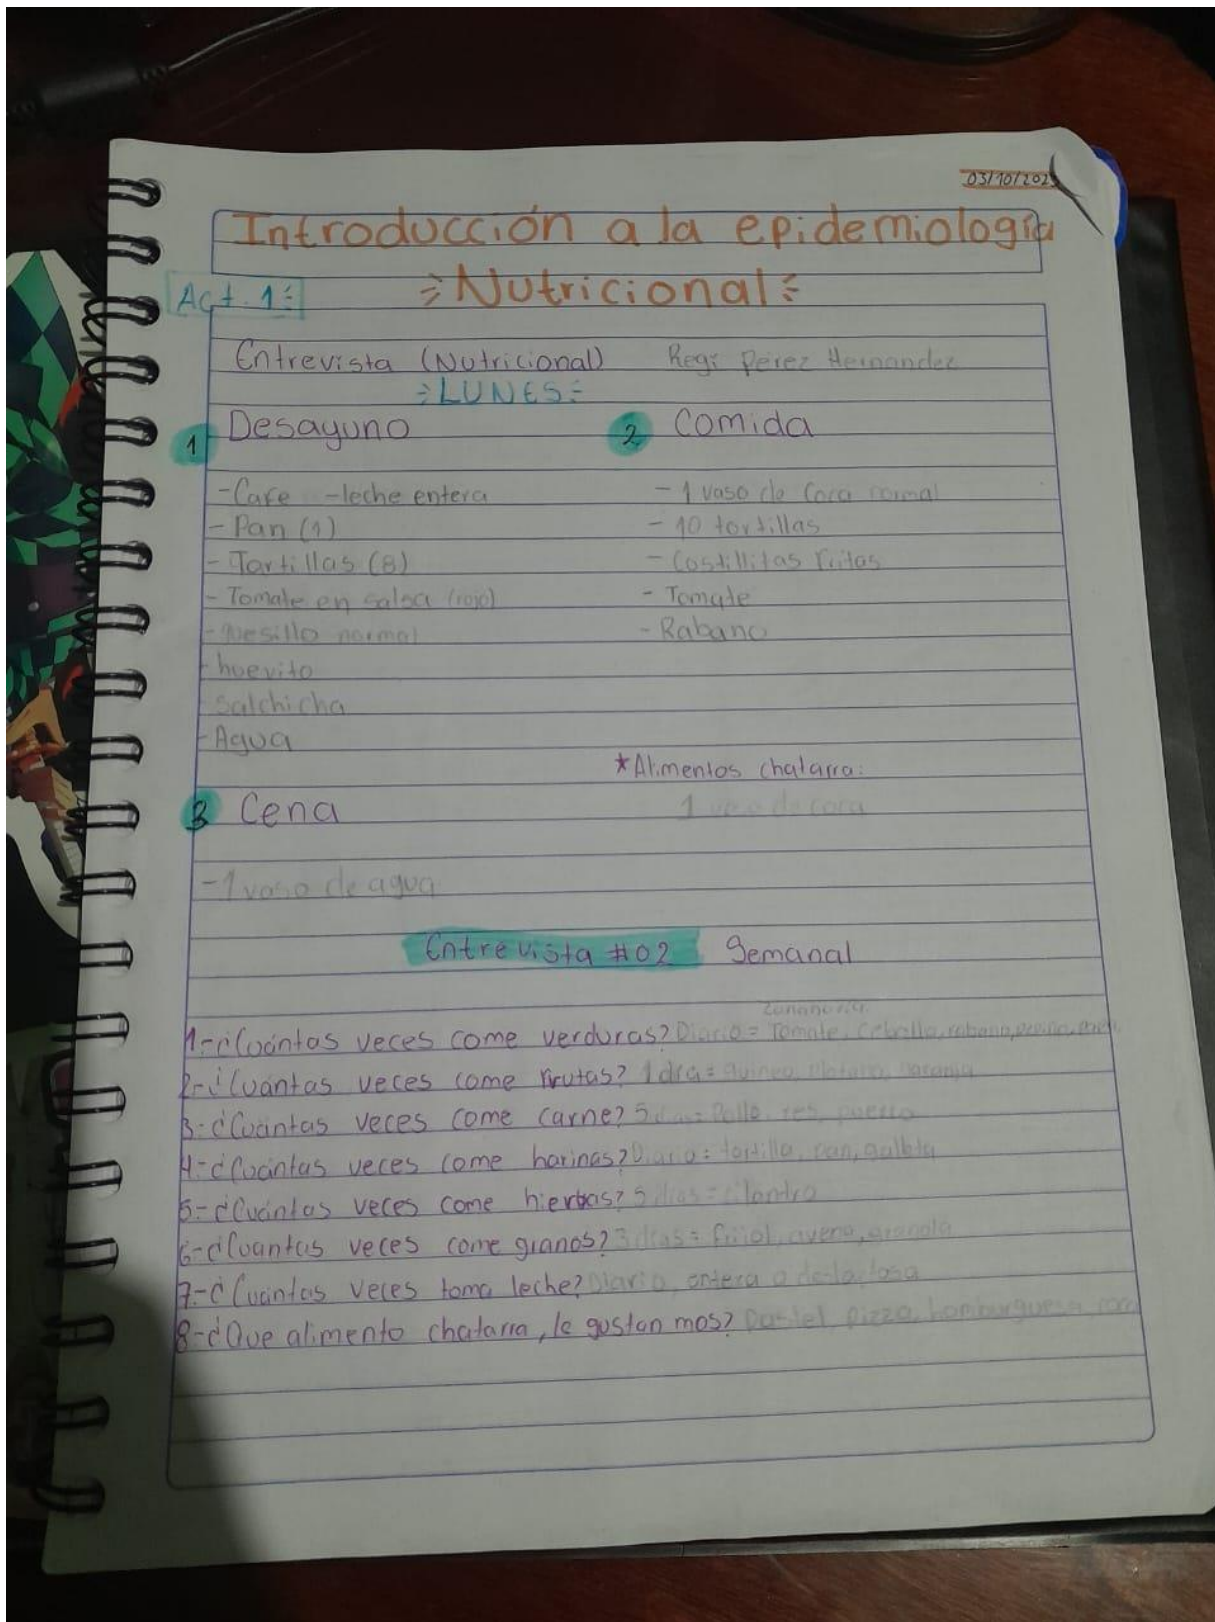 03/10/202
Introducción a la epidemiología
Nutricional
Act. 1
Entrevista (Nutricional) Regi Perez Hernandez
LUNES
1 Desayuno
- Cafe - leche entera
- Pan (1)
- Tortillas (8)
- Tomate en salsa (rojo)
- quesillo normal
- huevito
- Salchicha
- Agua
2 Comida
- 1 vaso de Coca normal
- 10 tortillas
- Costillitas fritas
- Tomate
- Rabano
*Alimentos chatarra:
1 vaso de coca
3 Cena
- 1 vaso de agua
Entrevista #02 Semanal
zanahoria
1-¿Cuántas veces come verduras? Diario = Tomate, Cebolla, rabano,
2-¿Cuántas veces come frutas? 1 dia = guineo, platano, naranja
3-¿Cuántas veces come carne? 5 dias = Pollo, res, puerco
4-¿Cuántas veces come harinas? Diario = tortilla, pan, galleta
5-¿Cuántas veces come hierbas? 5 dias = cilantro
6-¿Cuantas veces come granos? 3 dias = frijol, avena, granola
7-¿Cuántas veces toma leche? Diario, entera o deslactosa
8-¿Que alimento chatarra, le gustan mas? Pastel, pizza, hamburguesa, coca